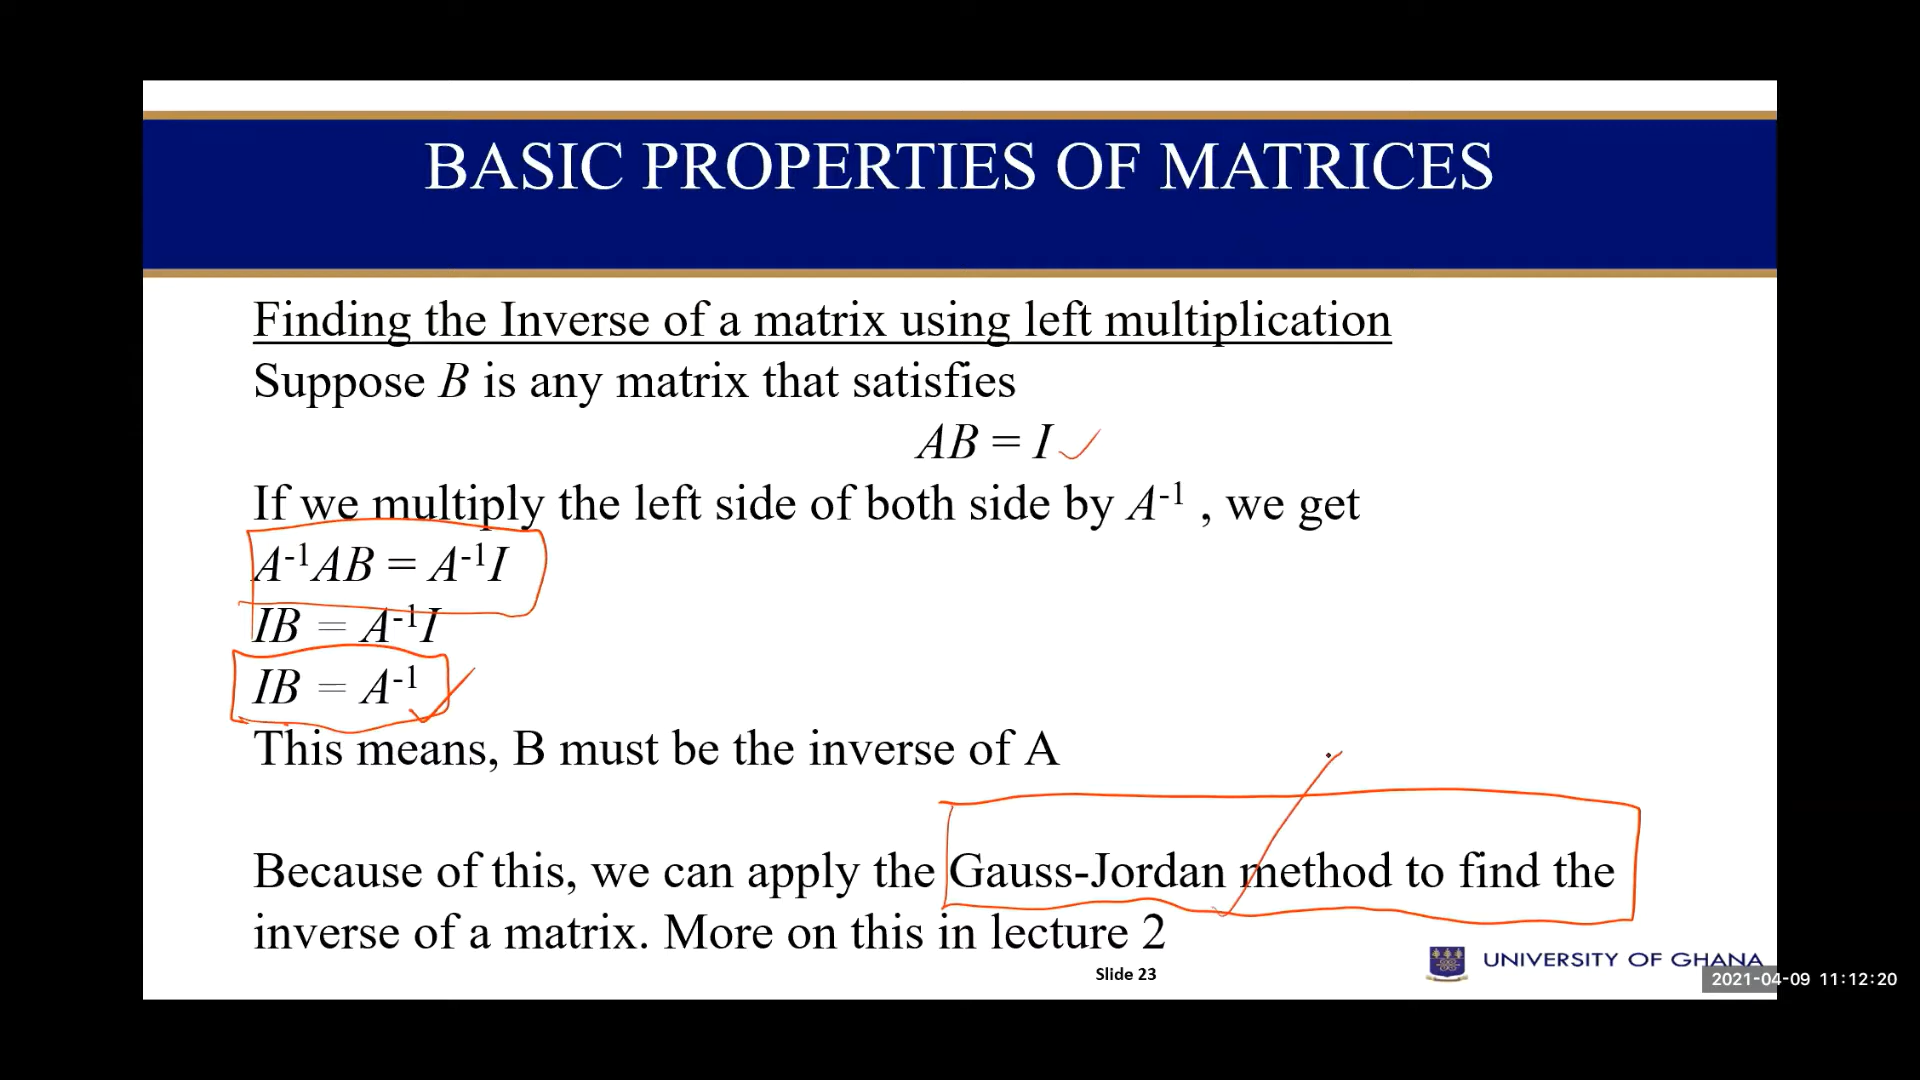 BASIC PROPERTIES OF MATRICES
Finding the Inverse of a matrix using left multiplication
Suppose B is any matrix that satisfies
AB = I
If we multiply the left side of both side by A⁻¹ , we get
A⁻¹AB = A⁻¹I
IB = A⁻¹I
IB = A⁻¹
This means, B must be the inverse of A
Because of this, we can apply the Gauss-Jordan method to find the
inverse of a matrix. More on this in lecture 2
Slide 23
UNIVERSITY OF GHANA
2021-04-09 11:12:20